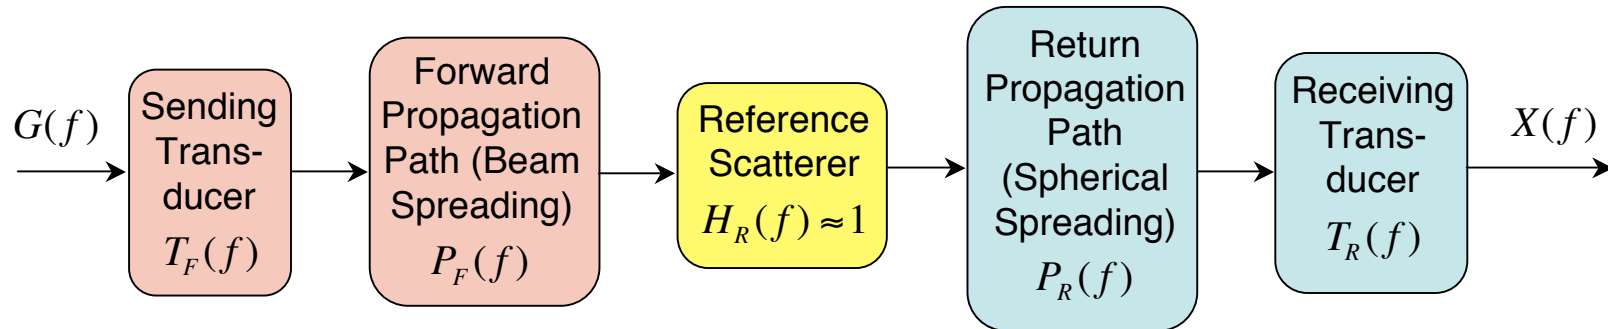 G(f)
Sending
Trans-
ducer
T_F(f)
Forward
Propagation
Path (Beam
Spreading)
P_F(f)
Reference
Scatterer
H_R(f) ≈ 1
Return
Propagation
Path
(Spherical
Spreading)
P_R(f)
Receiving
Trans-
ducer
T_R(f)
X(f)